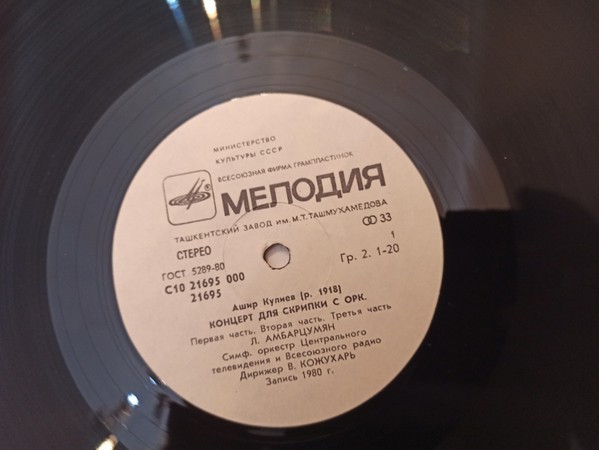 МИНИСТЕРСТВО
КУЛЬТУРЫ СССР
ВСЕСОЮЗНАЯ ФИРМА ГРАМПЛАСТИНОК
МЕЛОДИЯ
ТАШКЕНТСКИЙ ЗАВОД ИМ. М.Т. ТАШМУХАМЕДОВА
СТЕРЕО
33
ГОСТ 5289-80
1
С10 21695 000
Гр. 2. 1-20
21695
Ашир Кулиев (р. 1918)
КОНЦЕРТ ДЛЯ СКРИПКИ С ОРК.
Первая часть. Вторая часть. Третья часть
Л. АМБАРЦУМЯН
Симф. оркестр Центрального
телевидения и Всесоюзного радио
Дирижер В. КОЖУХАРЬ
Запись 1980 г.